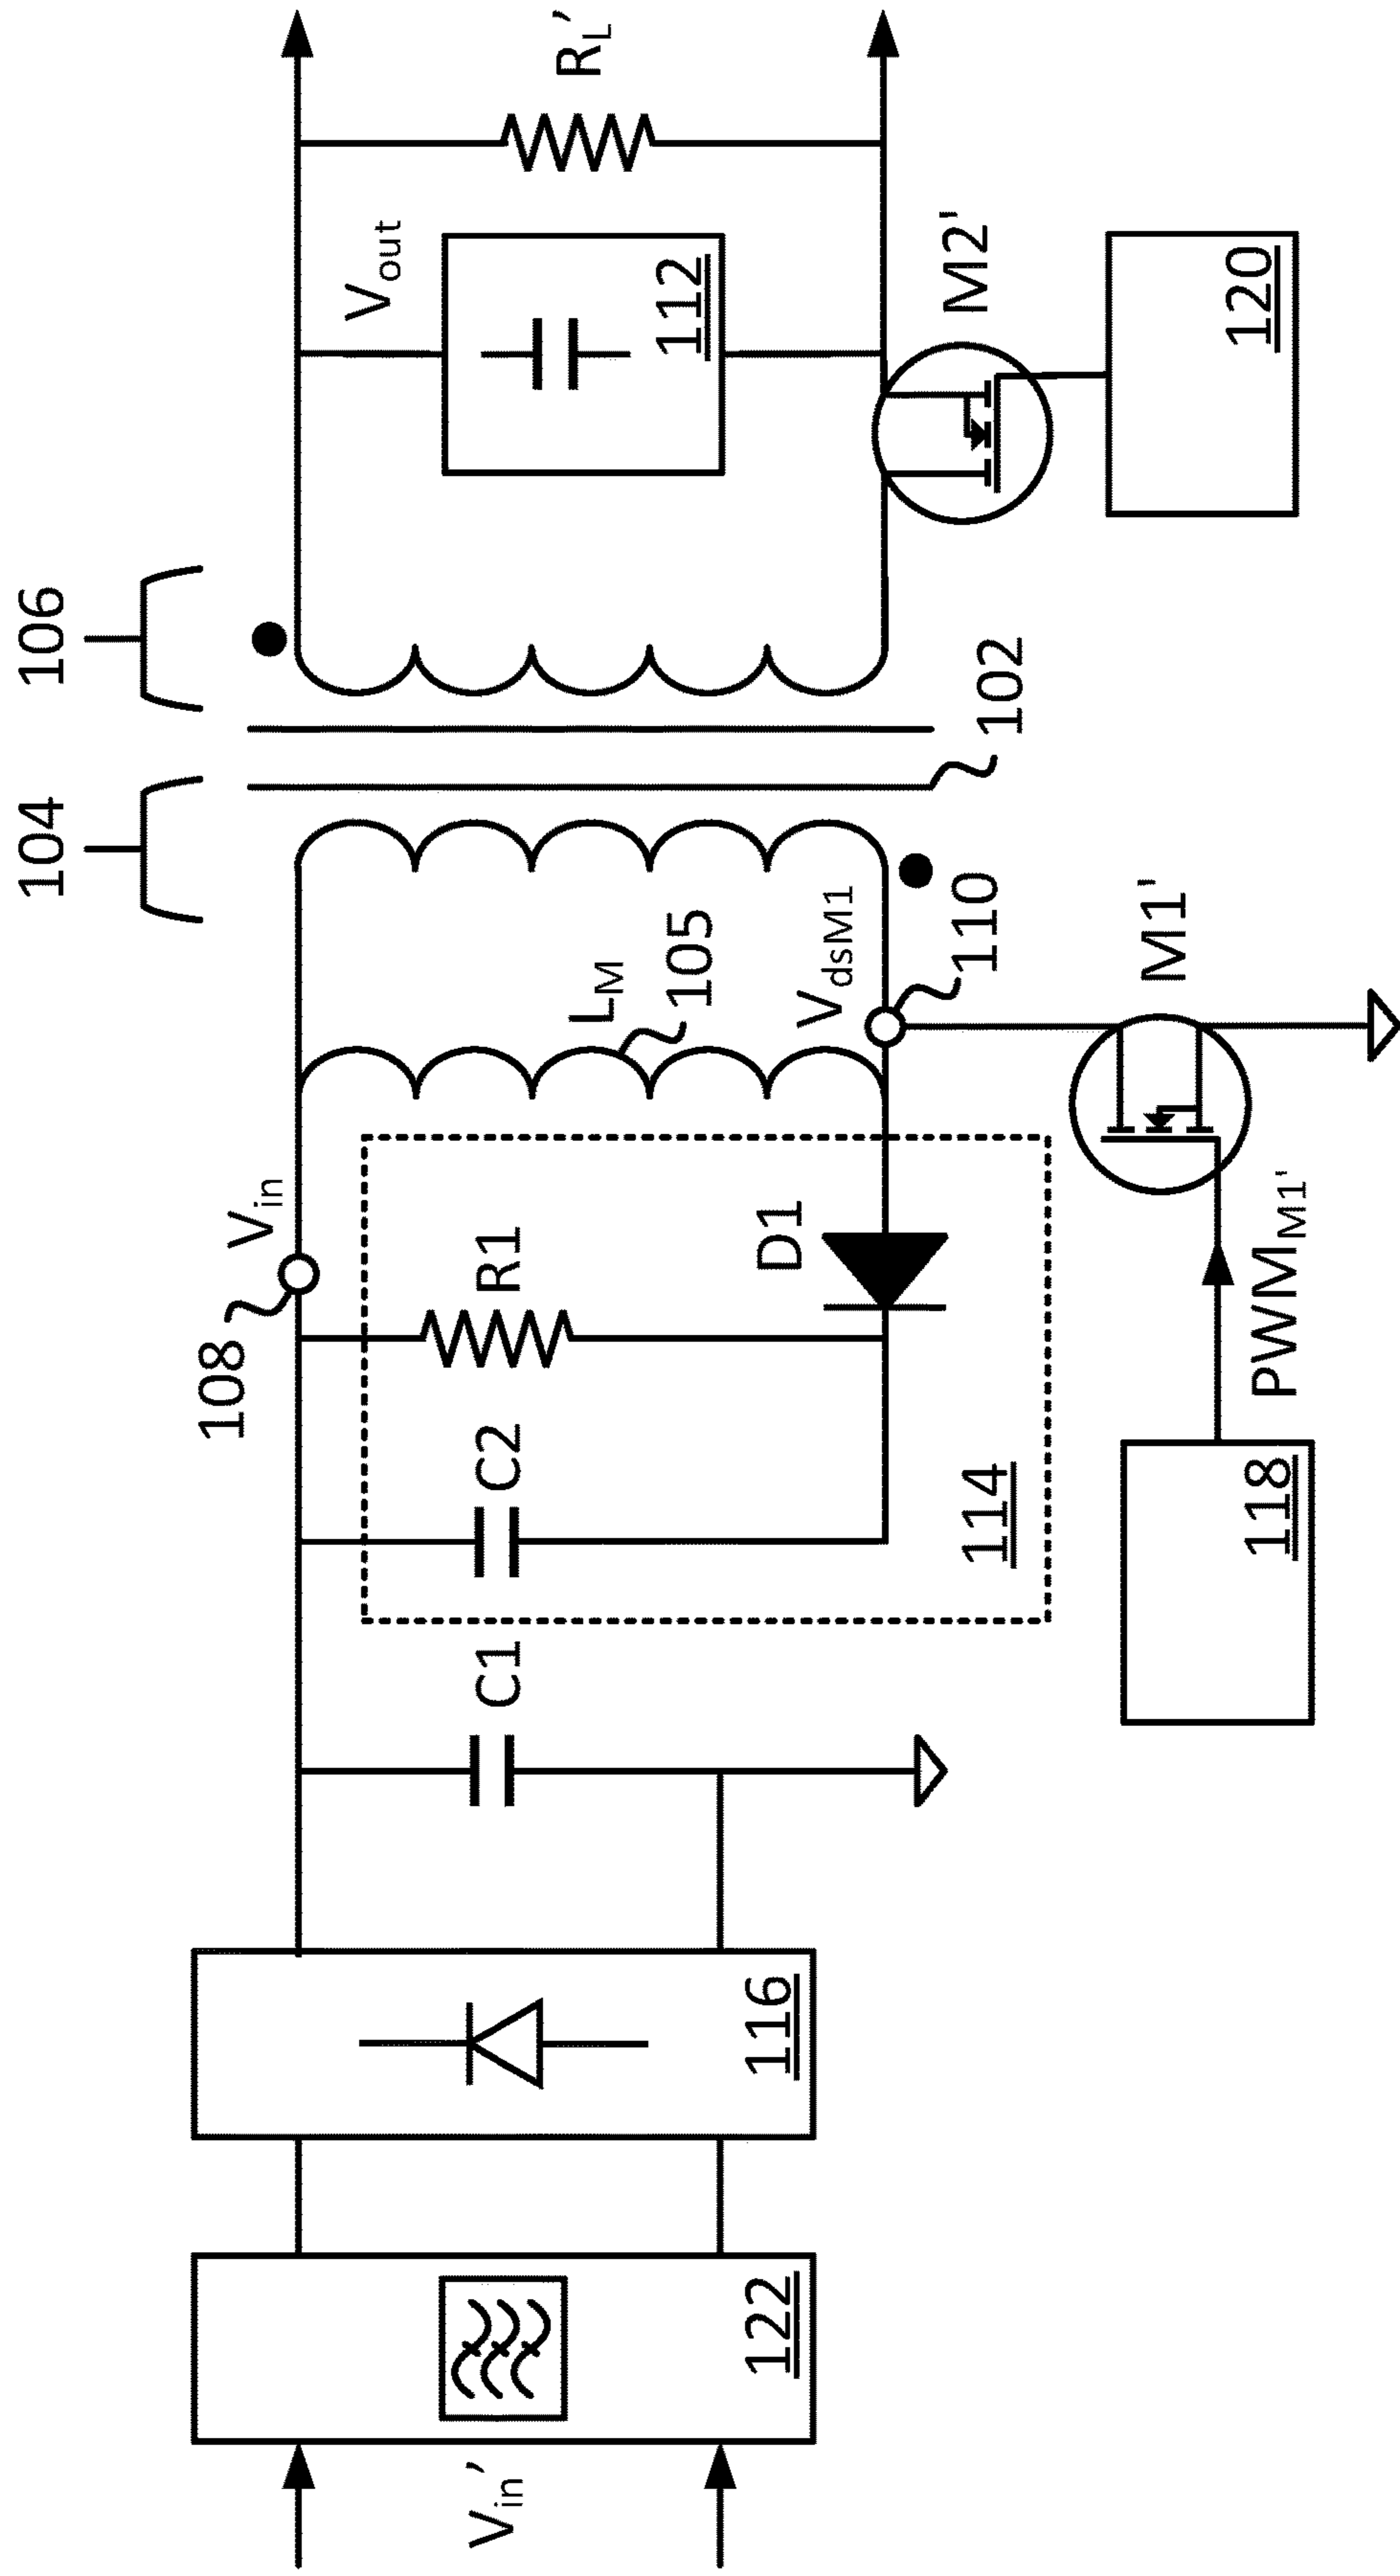 104
106
108
V_in
V_out
R_L’
L_M
105
112
C1
C2
R1
D1
V_dsM1
102
110
M2'
V_in’
122
116
114
118
PWM_M1'
M1'
120